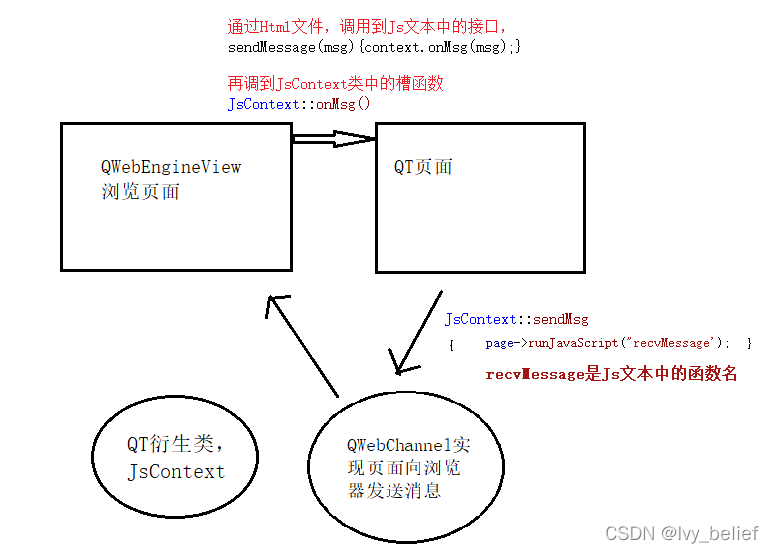 通过Html文件，调用到Js文本中的接口，
sendMessage(msg){context.onMsg(msg);}
再调到JsContext类中的槽函数
JsContext::onMsg()
QWebEngineView
浏览页面
QT页面
JsContext::sendMsg
{ page->runJavaScript("recvMessage'); }
recvMessage是Js文本中的函数名
QT衍生类，
JsContext
QWebChannel实
现页面向浏览
器发送消息
CSDN @Ivy_belief